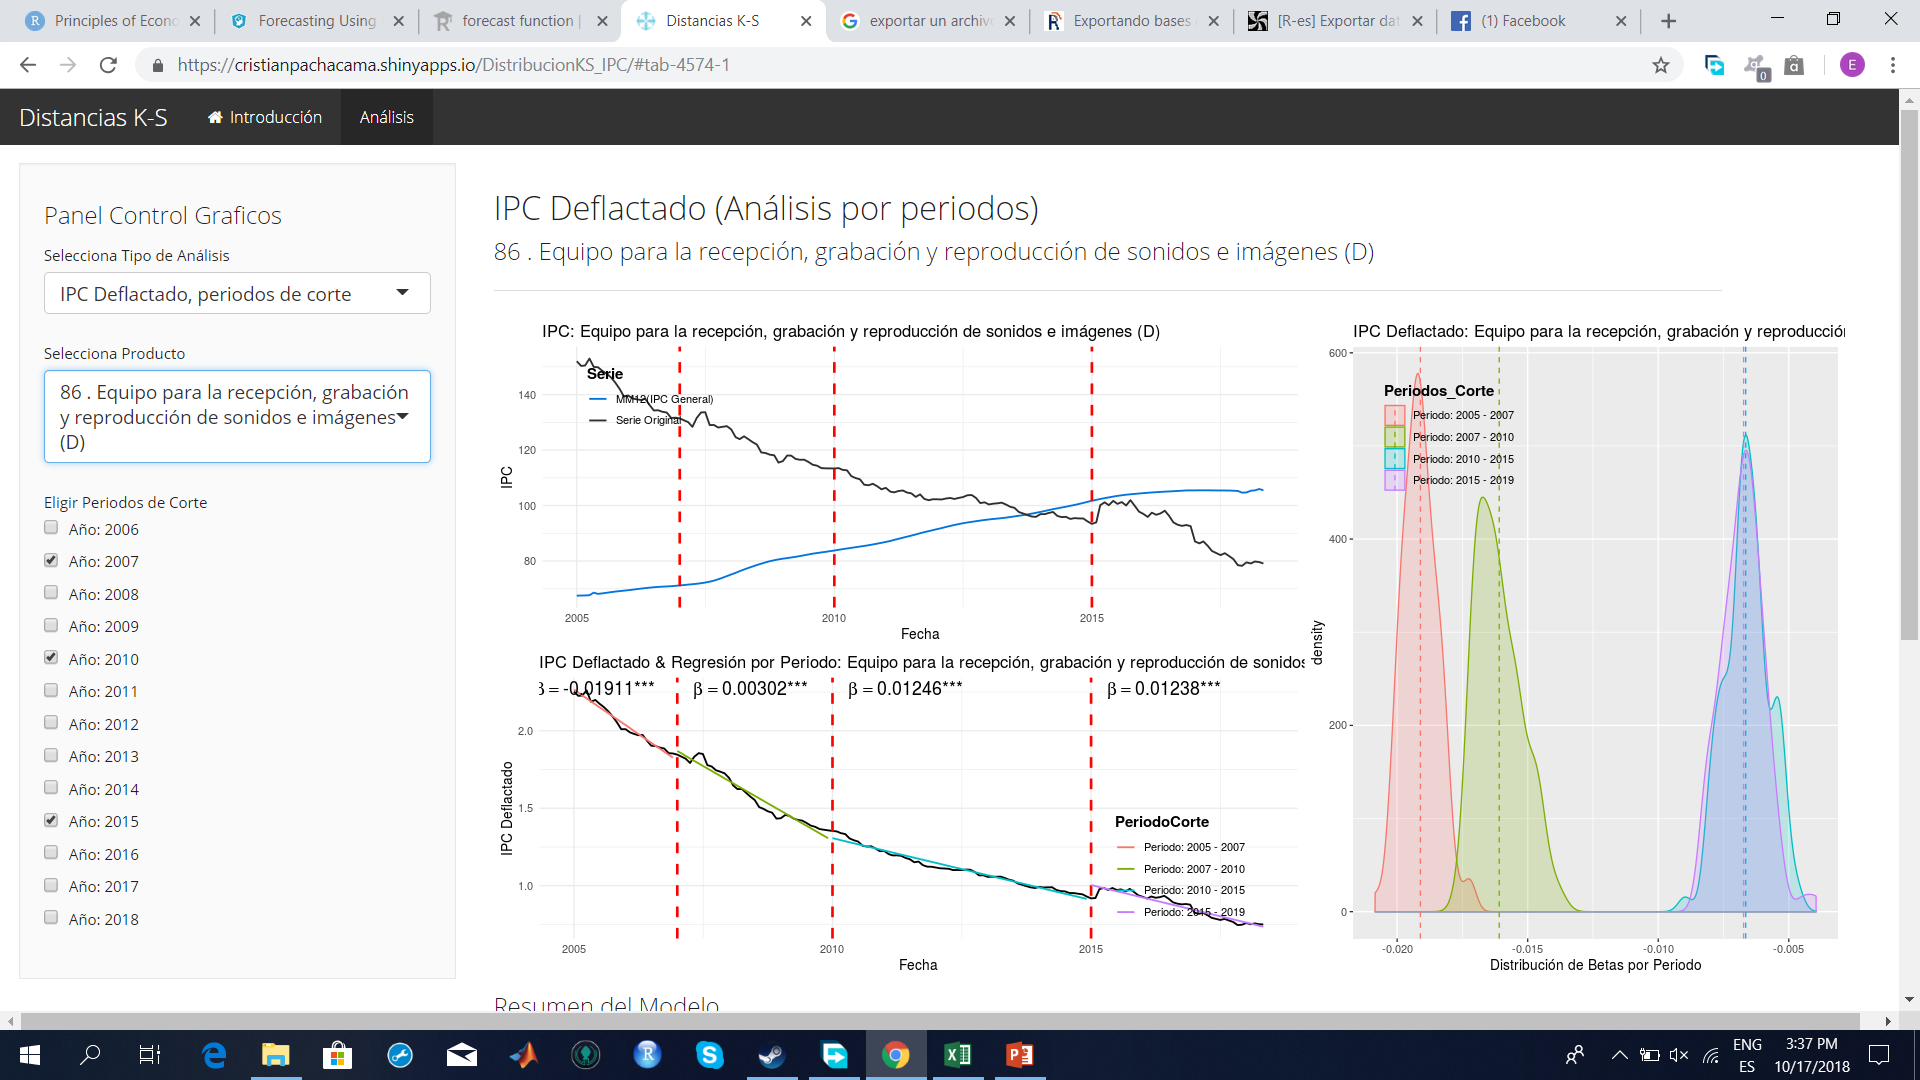 Principles of Econo
Forecasting Using
forecast function |
Distancias K-S
exportar un archivo
Exportando bases
[R-es] Exportar dat
(1) Facebook
https://cristianpachacama.shinyapps.io/DistribucionKS_IPC/#tab-4574-1
0
E
Distancias K-S
Introducción
Análisis
Panel Control Graficos
Selecciona Tipo de Análisis
IPC Deflactado, periodos de corte
Selecciona Producto
86 . Equipo para la recepción, grabación
y reproducción de sonidos e imágenes
(D)
Eligir Periodos de Corte
Año: 2006
Año: 2007
Año: 2008
Año: 2009
Año: 2010
Año: 2011
Año: 2012
Año: 2013
Año: 2014
Año: 2015
Año: 2016
Año: 2017
Año: 2018
IPC Deflactado (Análisis por periodos)
86 . Equipo para la recepción, grabación y reproducción de sonidos e imágenes (D)
IPC: Equipo para la recepción, grabación y reproducción de sonidos e imágenes (D)
Serie
MM12(IPC General)
Serie Original
140
120
100
80
IPC
2005
2010
2015
Fecha
IPC Deflactado & Regresión por Periodo: Equipo para la recepción, grabación y reproducción de sonidos
β = -0.01911***
β = 0.00302***
β = 0.01246***
β = 0.01238***
2.0
1.5
1.0
IPC Deflactado
PeriodoCorte
Periodo: 2005 - 2007
Periodo: 2007 - 2010
Periodo: 2010 - 2015
Periodo: 2015 - 2019
2005
2010
2015
Fecha
IPC Deflactado: Equipo para la recepción, grabación y reproducción
600
400
200
0
density
Periodos_Corte
Periodo: 2005 - 2007
Periodo: 2007 - 2010
Periodo: 2010 - 2015
Periodo: 2015 - 2019
-0.020
-0.015
-0.010
-0.005
Distribución de Betas por Periodo
Resumen del Modelo
ENG
ES
3:37 PM
10/17/2018